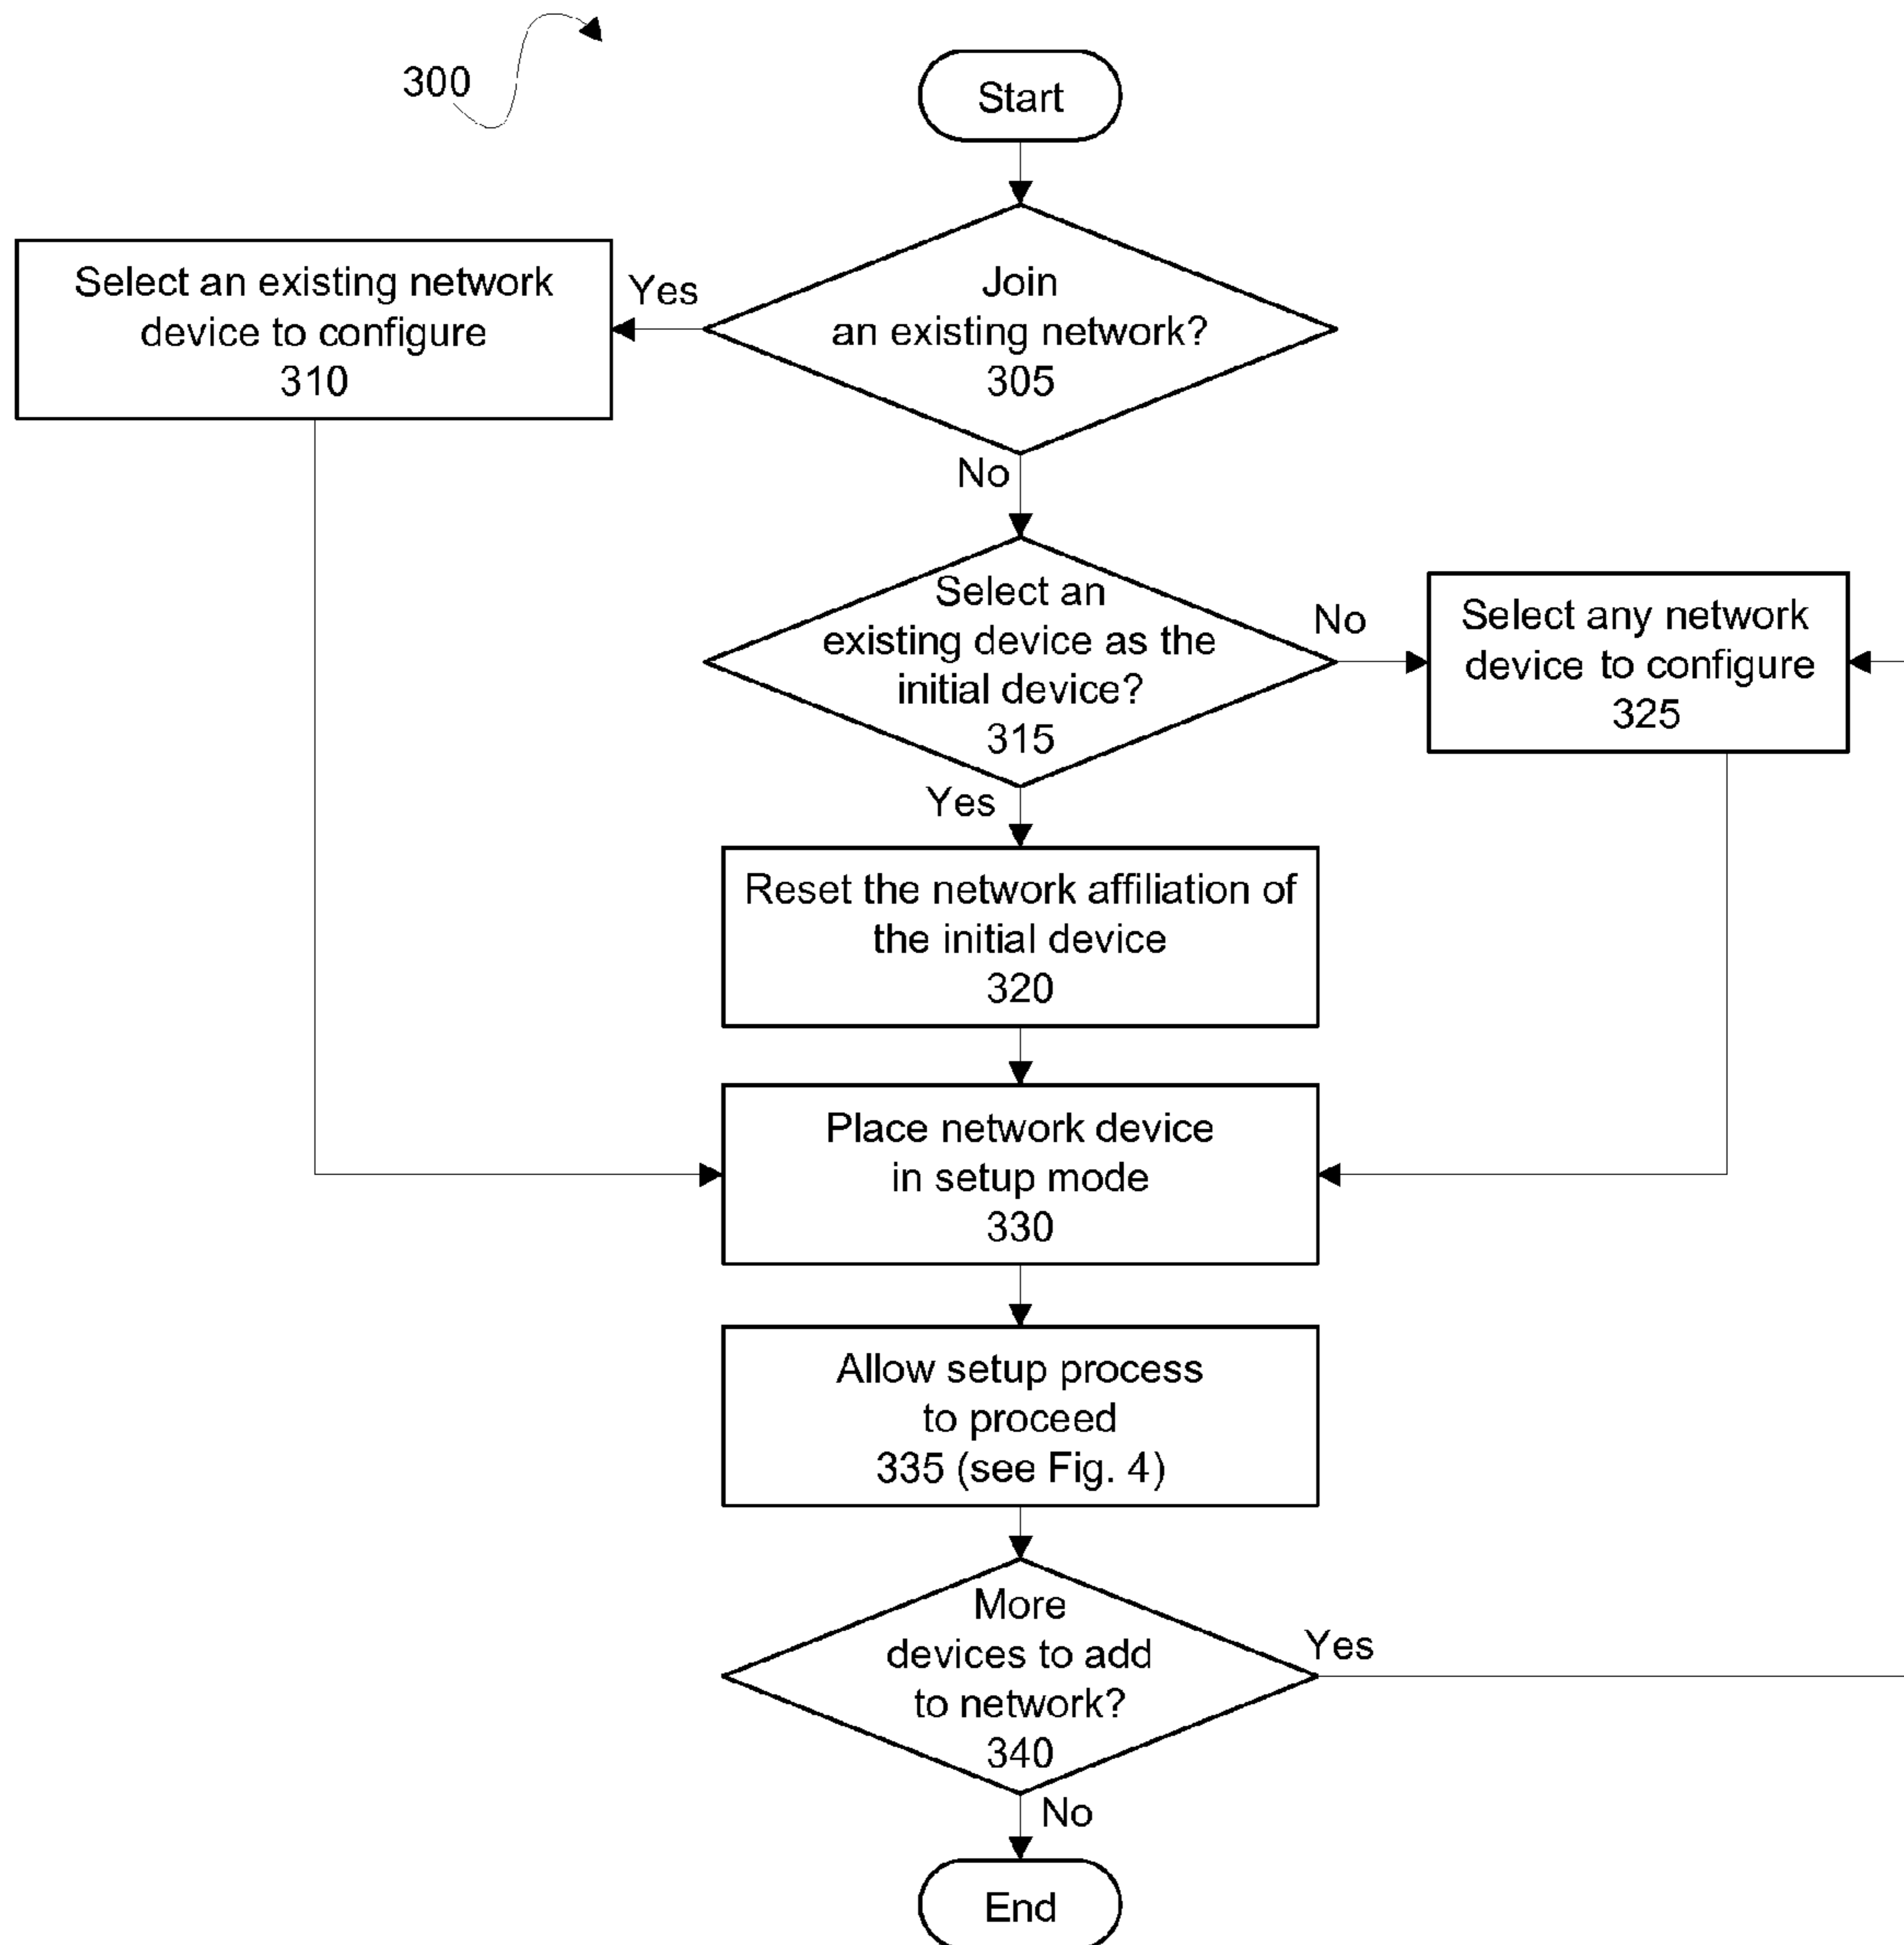 300
Start
Join
an existing network?
305
Yes
Select an existing network
device to configure
310
No
Select an
existing device as the
initial device?
315
No
Select any network
device to configure
325
Yes
Reset the network affiliation of
the initial device
320
Place network device
in setup mode
330
Allow setup process
to proceed
335 (see Fig. 4)
More
devices to add
to network?
340
Yes
No
End